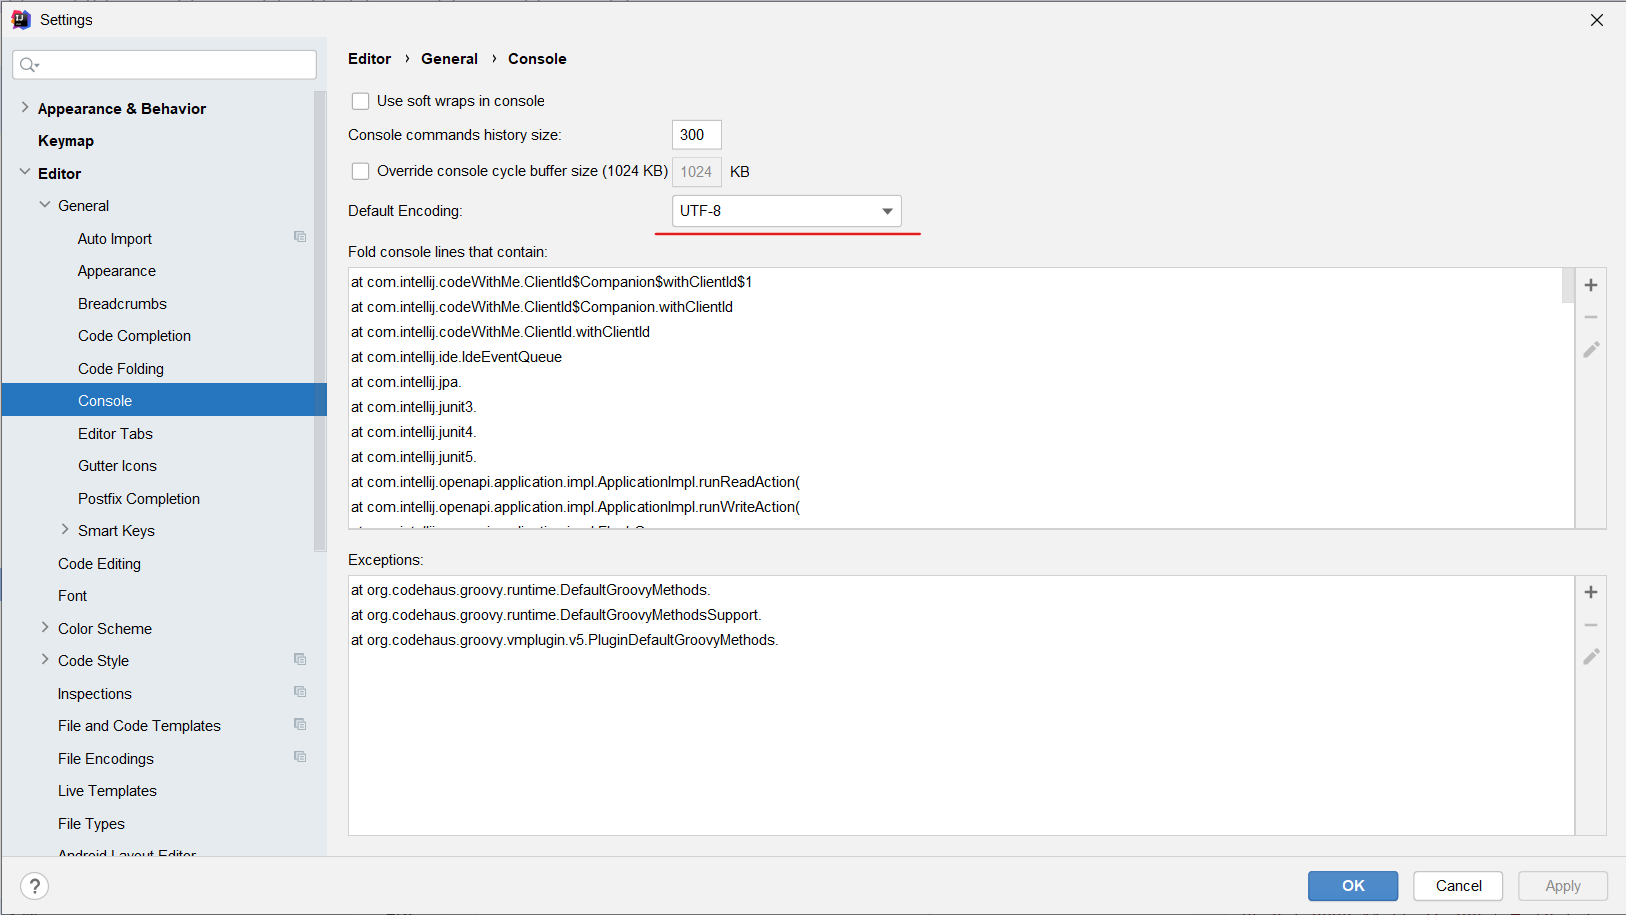 Settings
Appearance & Behavior
Keymap
Editor
General
Auto Import
Appearance
Breadcrumbs
Code Completion
Code Folding
Console
Editor Tabs
Gutter Icons
Postfix Completion
Smart Keys
Code Editing
Font
Color Scheme
Code Style
Inspections
File and Code Templates
File Encodings
Live Templates
File Types
Android Layout Editor
Editor › General › Console
Use soft wraps in console
Console commands history size: 300
Override console cycle buffer size (1024 KB) 1024 KB
Default Encoding: UTF-8
Fold console lines that contain:
at com.intellij.codeWithMe.ClientId$Companion$withClientId$1
at com.intellij.codeWithMe.ClientId$Companion.withClientId
at com.intellij.codeWithMe.ClientId.withClientId
at com.intellij.ide.IdeEventQueue
at com.intellij.jpa.
at com.intellij.junit3.
at com.intellij.junit4.
at com.intellij.junit5.
at com.intellij.openapi.application.impl.ApplicationImpl.runReadAction(
at com.intellij.openapi.application.impl.ApplicationImpl.runWriteAction(
Exceptions:
at org.codehaus.groovy.runtime.DefaultGroovyMethods.
at org.codehaus.groovy.runtime.DefaultGroovyMethodsSupport.
at org.codehaus.groovy.vmplugin.v5.PluginDefaultGroovyMethods.
?
OK
Cancel
Apply